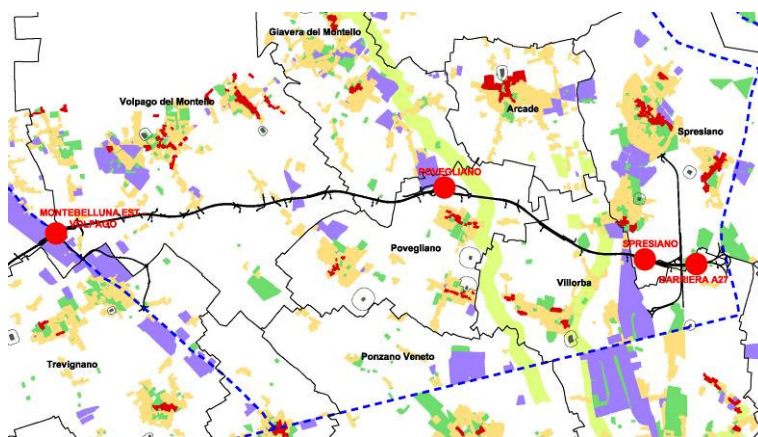 Giavera del Montello
Volpago del Montello
Arcade
Spresiano
POVEGLIANO
MONTEBELLUNA EST
VOLPAGO
Povegliano
SPRESIANO
BARRIERA A27
Villorba
Trevignano
Ponzano Veneto